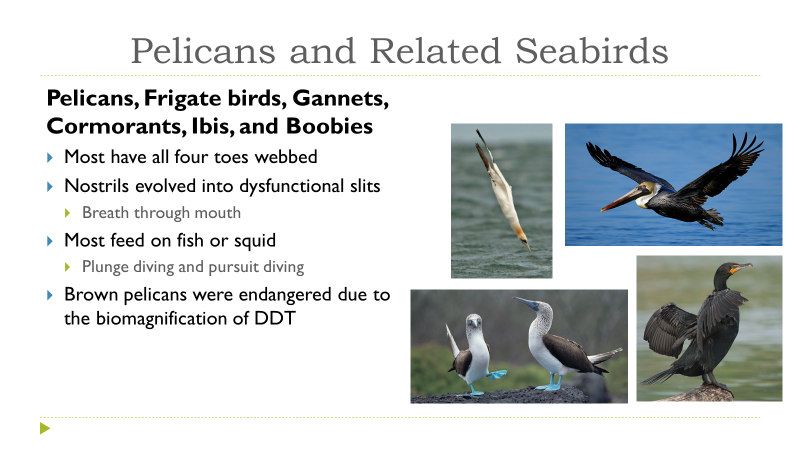 Pelicans and Related Seabirds
Pelicans, Frigate birds, Gannets,
Cormorants, Ibis, and Boobies
Most have all four toes webbed
Nostrils evolved into dysfunctional slits
Breath through mouth
Most feed on fish or squid
Plunge diving and pursuit diving
Brown pelicans were endangered due to
the biomagnification of DDT